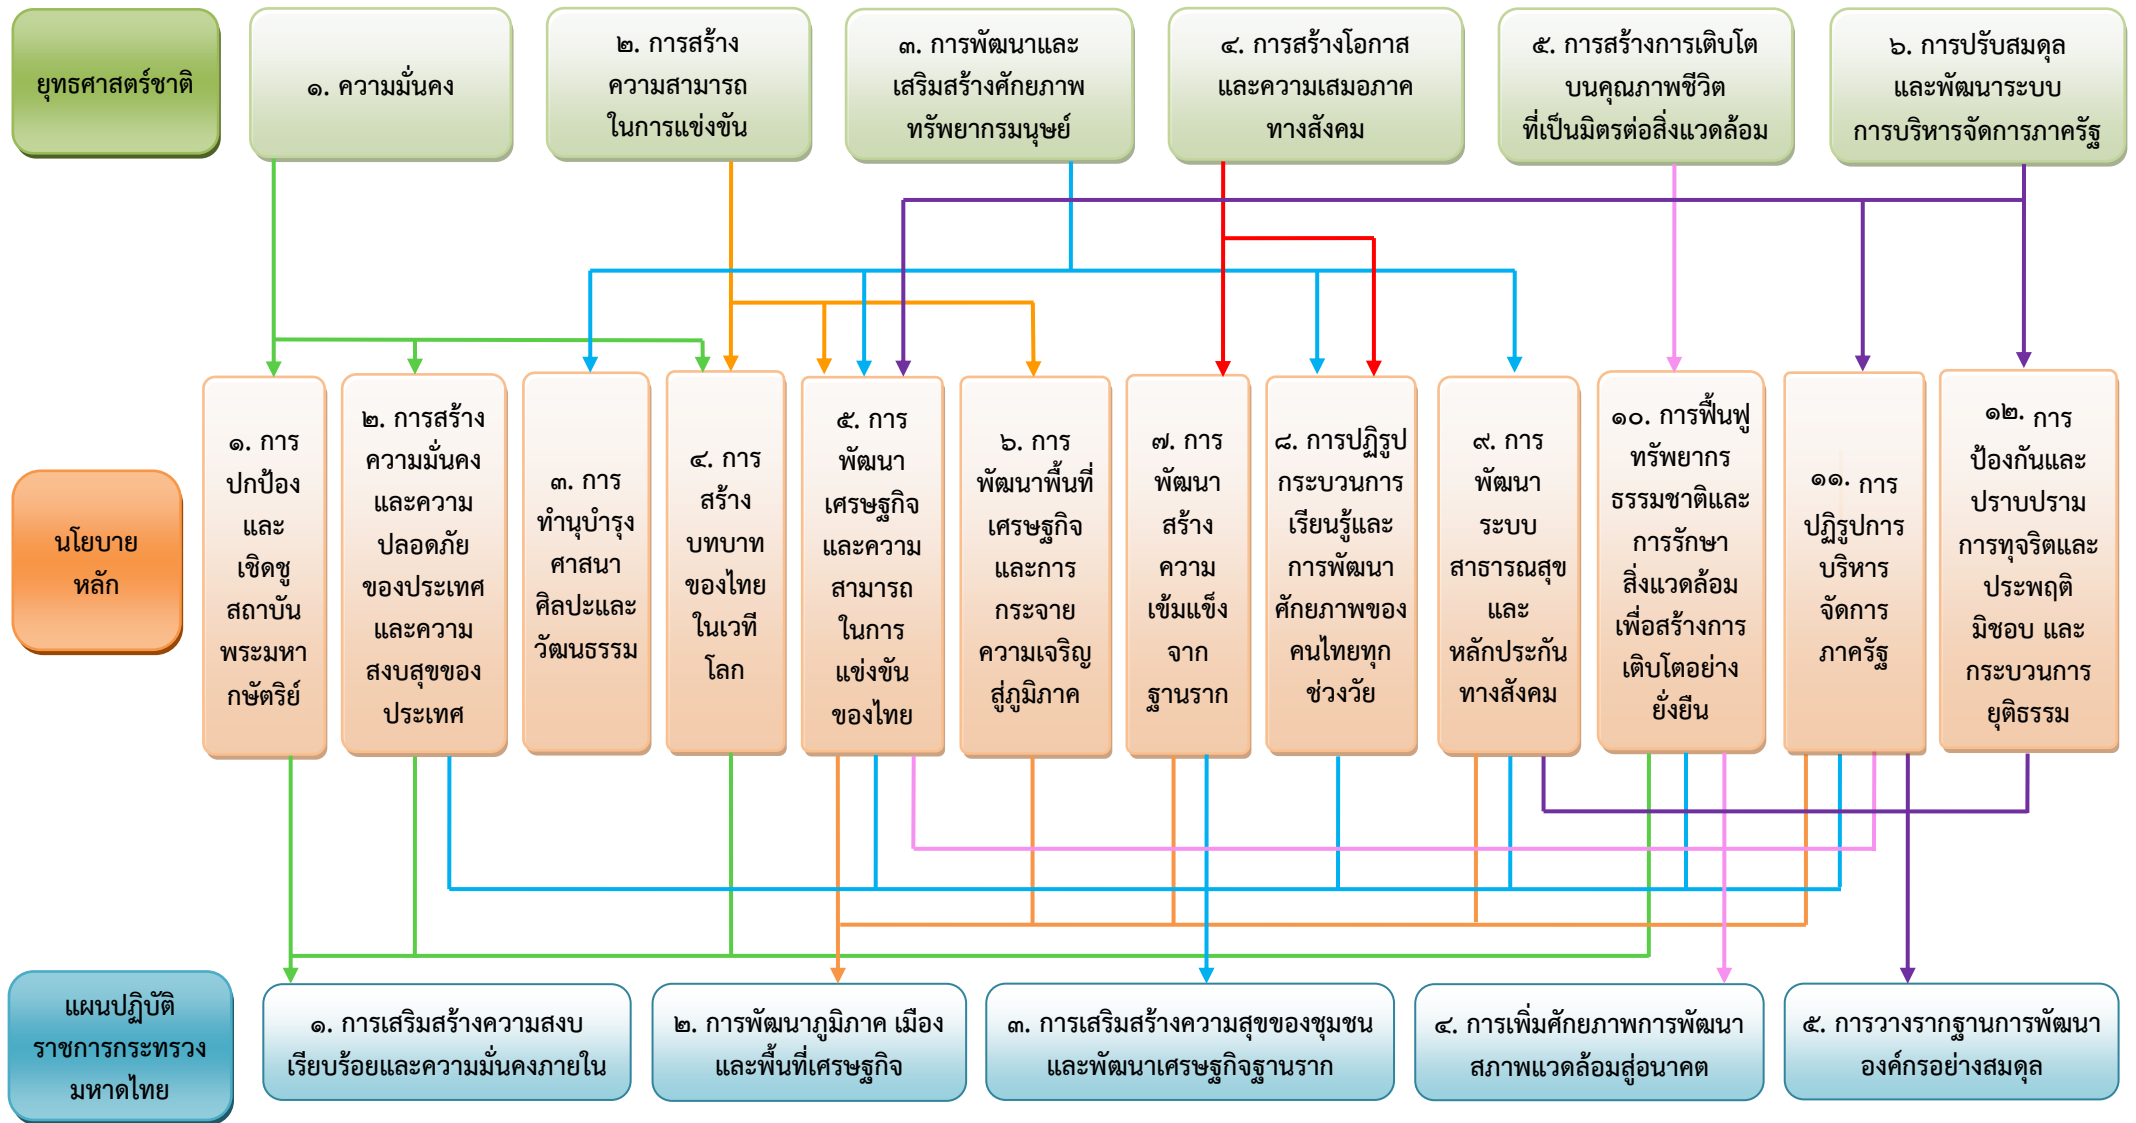 ยุทธศาสตร์ชาติ
๑. ความมั่นคง
๒. การสร้าง
ความสามารถ
ในการแข่งขัน
๓. การพัฒนาและ
เสริมสร้างศักยภาพ
ทรัพยากรมนุษย์
๔. การสร้างโอกาส
และความเสมอภาค
ทางสังคม
๕. การสร้างการเติบโต
บนคุณภาพชีวิต
ที่เป็นมิตรต่อสิ่งแวดล้อม
๖. การปรับสมดุล
และพัฒนาระบบ
การบริหารจัดการภาครัฐ
นโยบาย
หลัก
๑. การ
ปกป้อง
และ
เชิดชู
สถาบัน
พระมหา
กษัตริย์
๒. การสร้าง
ความมั่นคง
และความ
ปลอดภัย
ของประเทศ
และความ
สงบสุขของ
ประเทศ
๓. การ
ทำนุบำรุง
ศาสนา
ศิลปะและ
วัฒนธรรม
๔. การ
สร้าง
บทบาท
ของไทย
ในเวที
โลก
๕. การ
พัฒนา
เศรษฐกิจ
และความ
สามารถ
ในการ
แข่งขัน
ของไทย
๖. การ
พัฒนาพื้นที่
เศรษฐกิจ
และการ
กระจาย
ความเจริญ
สู่ภูมิภาค
๗. การ
พัฒนา
สร้าง
ความ
เข้มแข็ง
จาก
ฐานราก
๘. การปฏิรูป
กระบวนการ
เรียนรู้และ
การพัฒนา
ศักยภาพของ
คนไทยทุก
ช่วงวัย
๙. การ
พัฒนา
ระบบ
สาธารณสุข
และ
หลักประกัน
ทางสังคม
๑๐. การฟื้นฟู
ทรัพยากร
ธรรมชาติและ
การรักษา
สิ่งแวดล้อม
เพื่อสร้างการ
เติบโตอย่าง
ยั่งยืน
๑๑. การ
ปฏิรูปการ
บริหาร
จัดการ
ภาครัฐ
๑๒. การ
ป้องกันและ
ปราบปราม
การทุจริตและ
ประพฤติ
มิชอบ และ
กระบวนการ
ยุติธรรม
แผนปฏิบัติ
ราชการกระทรวง
มหาดไทย
๑. การเสริมสร้างความสงบ
เรียบร้อยและความมั่นคงภายใน
๒. การพัฒนาภูมิภาค เมือง
และพื้นที่เศรษฐกิจ
๓. การเสริมสร้างความสุขของชุมชน
และพัฒนาเศรษฐกิจฐานราก
๔. การเพิ่มศักยภาพการพัฒนา
สภาพแวดล้อมสู่อนาคต
๕. การวางรากฐานการพัฒนา
องค์กรอย่างสมดุล